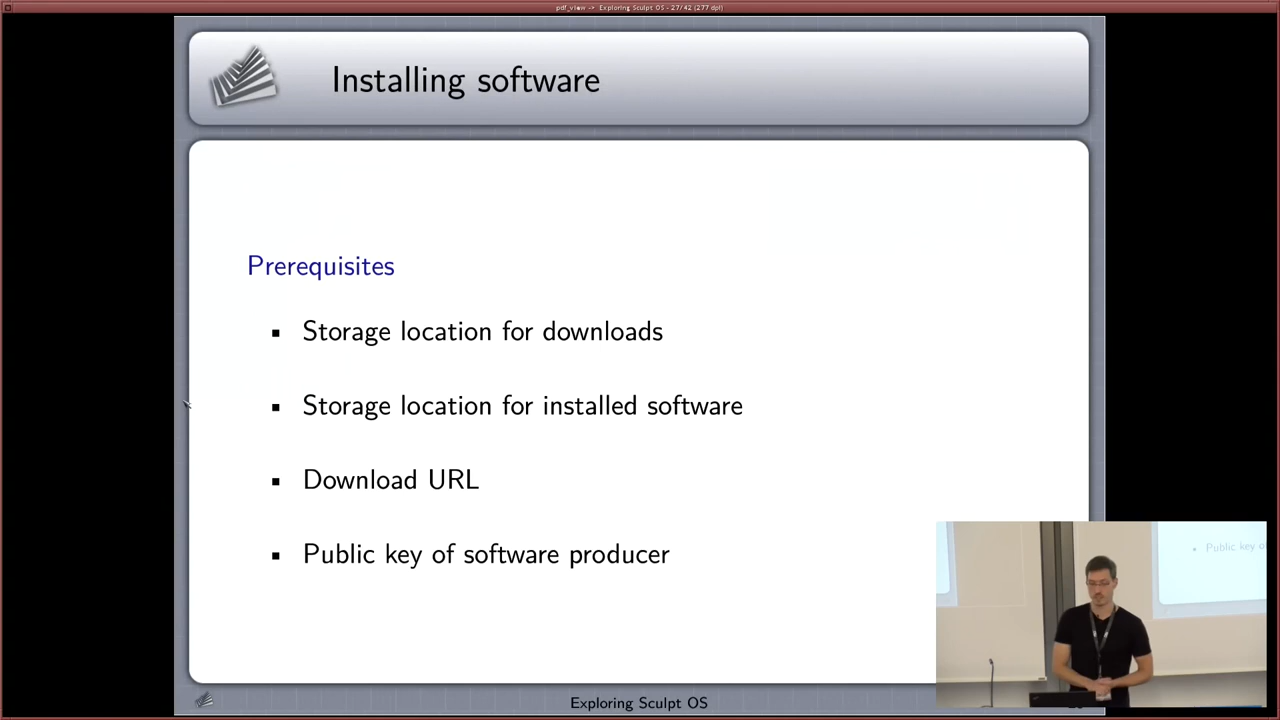 pdf_view -> Exploring Sculpt OS - 27/42 (277 dpi)
Installing software
Prerequisites
Storage location for downloads
Storage location for installed software
Download URL
Public key of software producer
Public key o
Exploring Sculpt OS